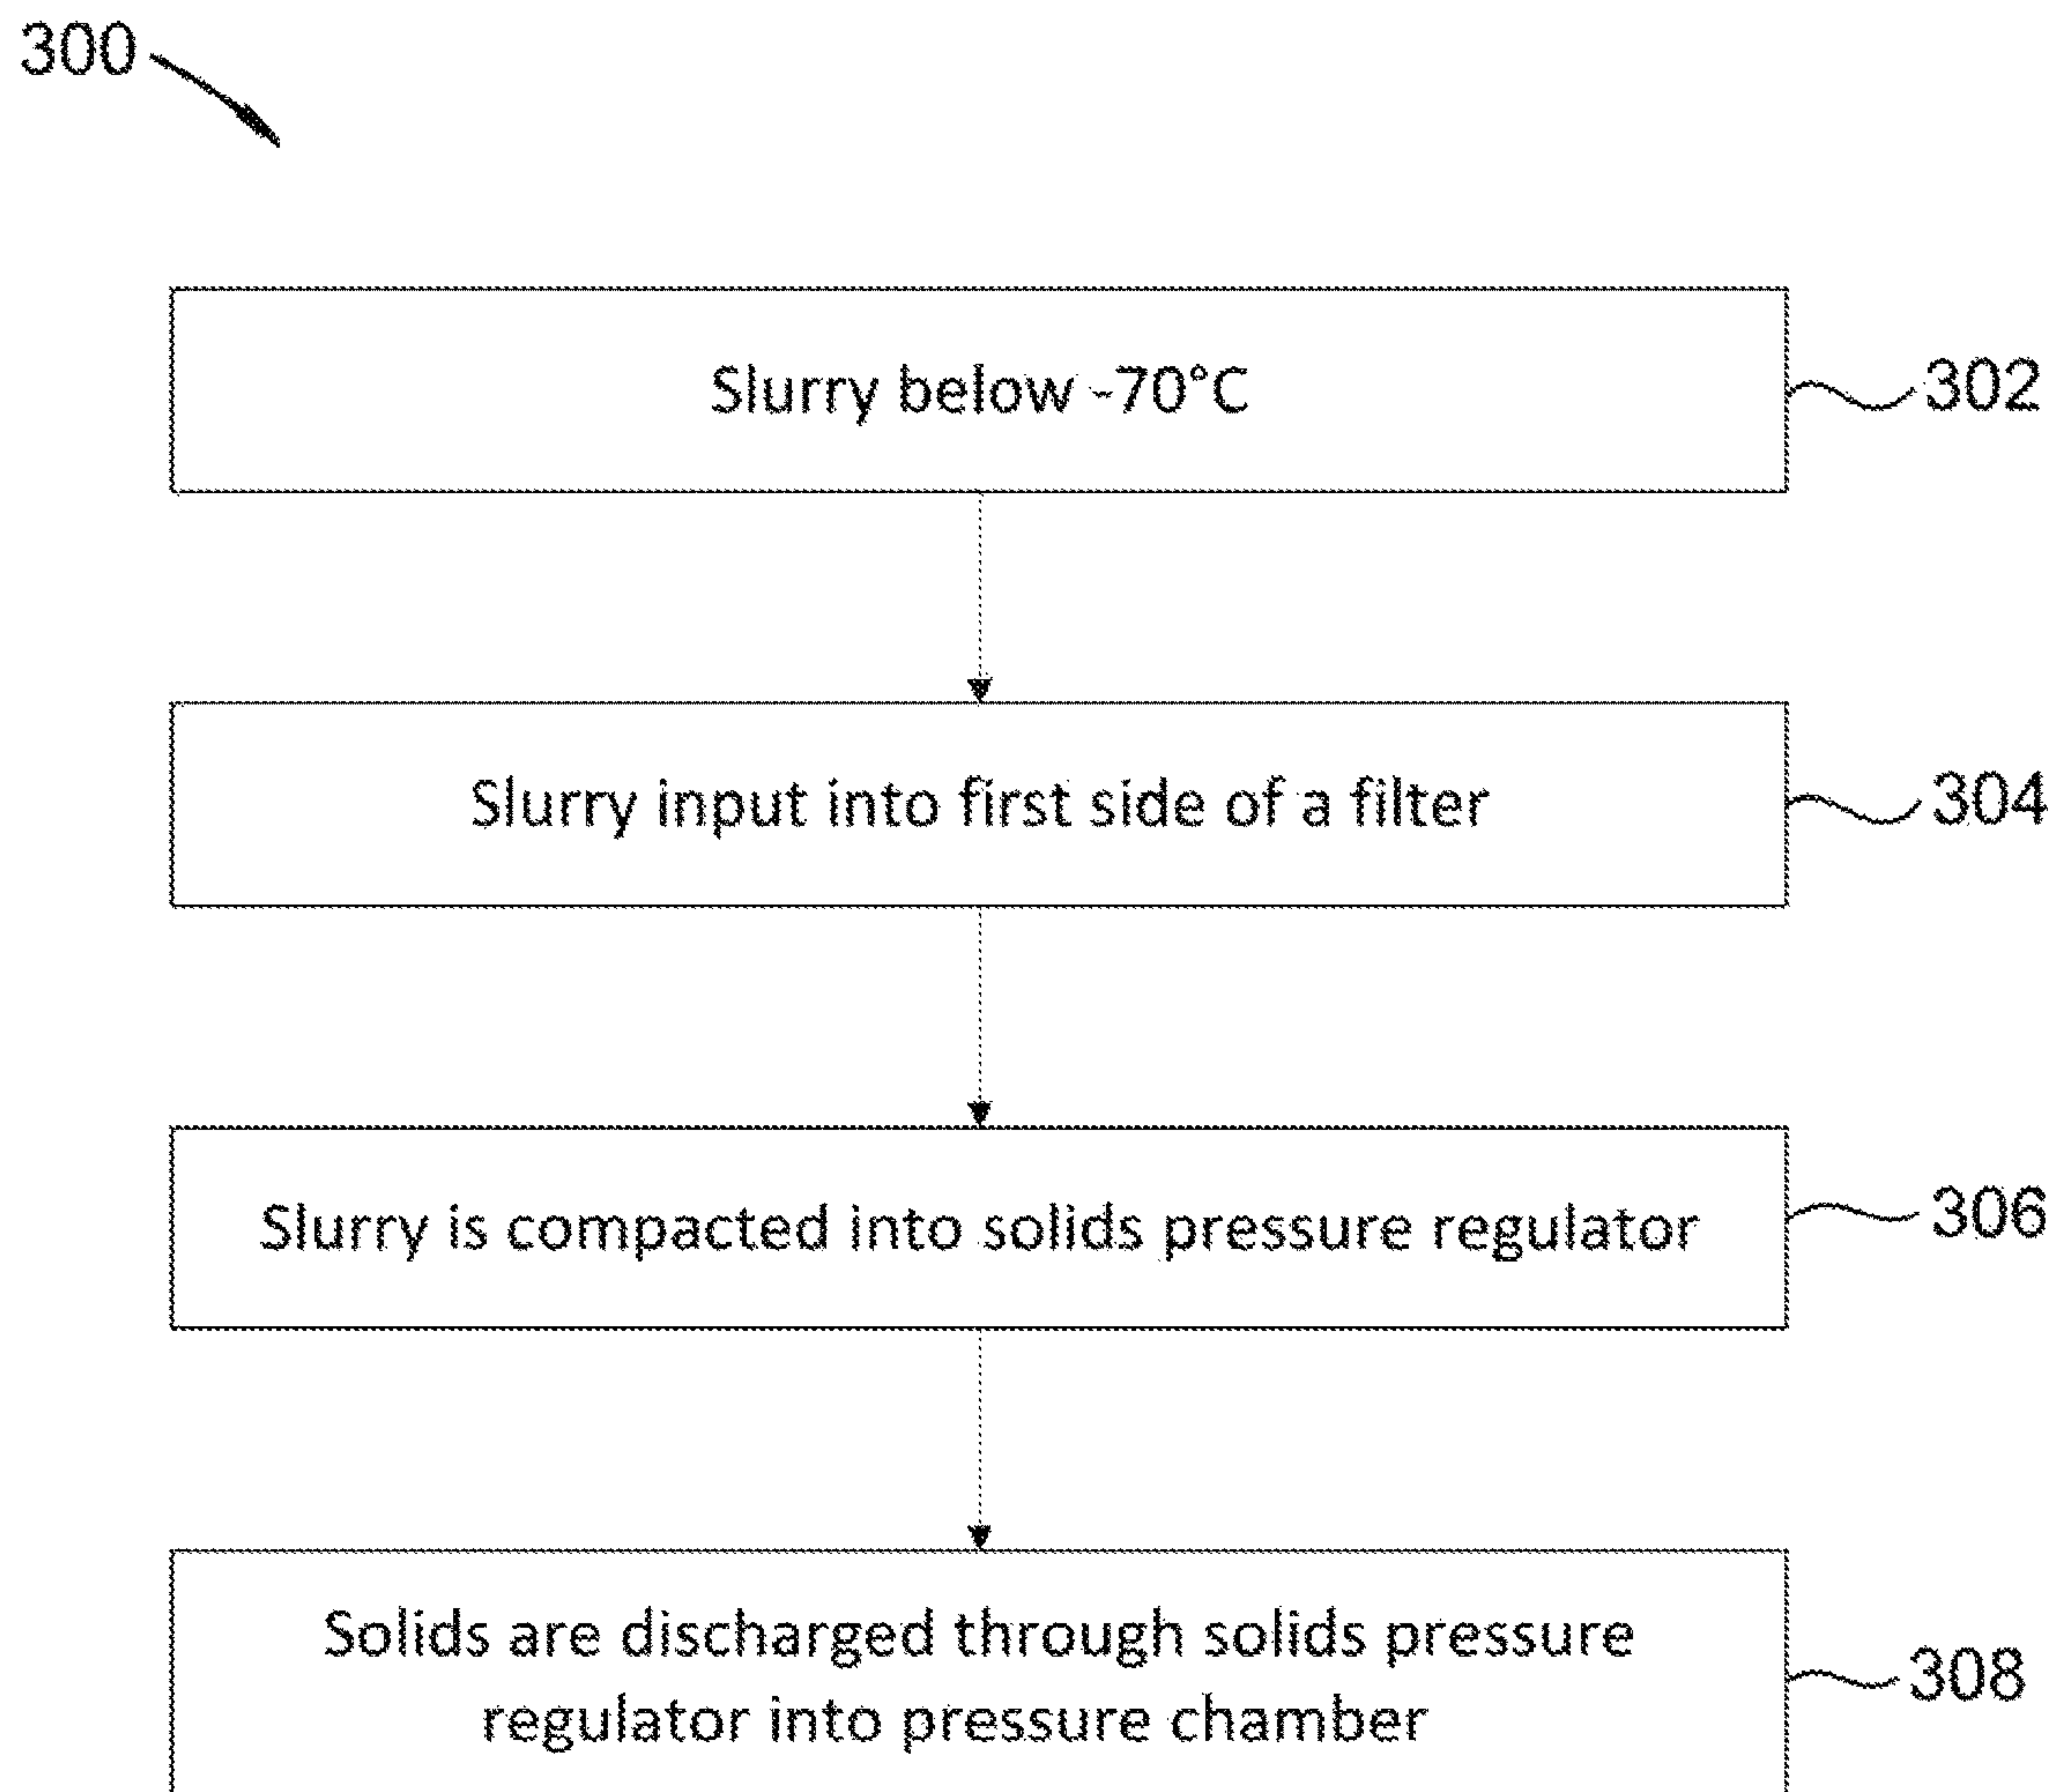 300
Slurry below -70°C
302
Slurry input into first side of a filter
304
Slurry is compacted into solids pressure regulator
306
Solids are discharged through solids pressure
regulator into pressure chamber
308